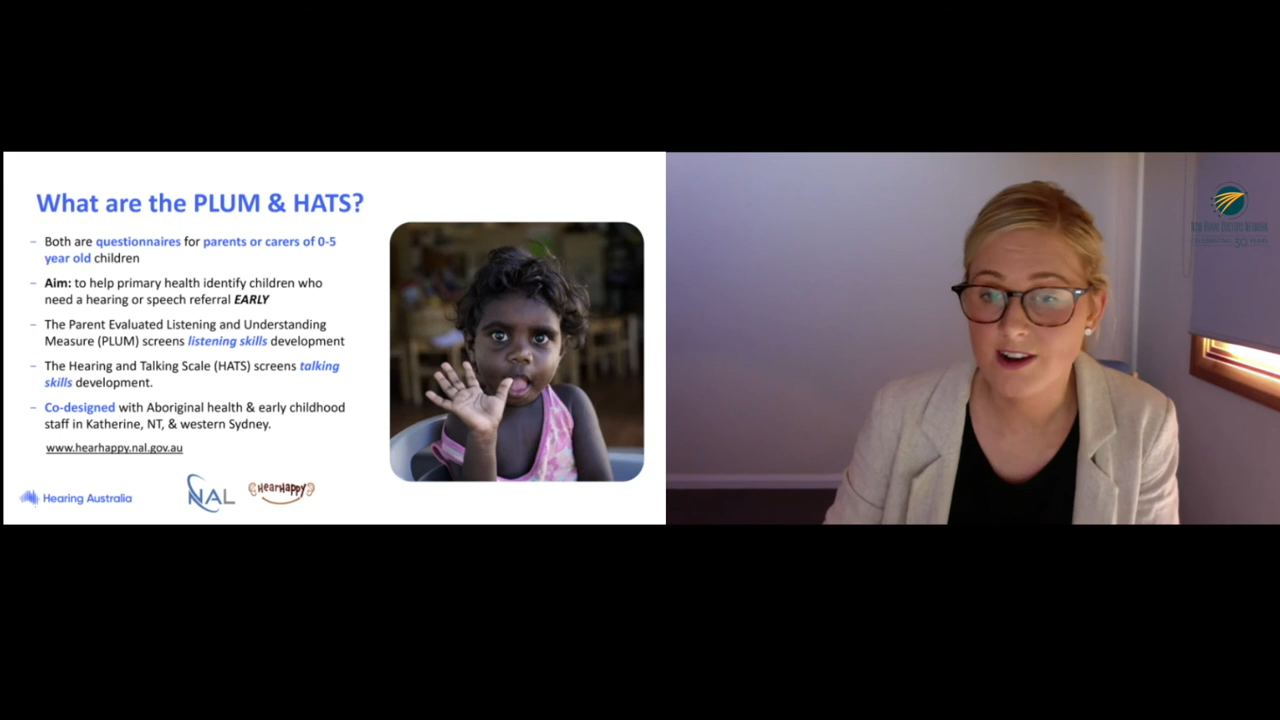 What are the PLUM & HATS?
– Both are questionnaires for parents or carers of 0-5
year old children
– Aim: to help primary health identify children who
need a hearing or speech referral EARLY
– The Parent Evaluated Listening and Understanding
Measure (PLUM) screens listening skills development
– The Hearing and Talking Scale (HATS) screens talking
skills development.
– Co-designed with Aboriginal health & early childhood
staff in Katherine, NT, & western Sydney.
www.hearhappy.nal.gov.au
Hearing Australia
NAL
HearHappy
30 YEARS